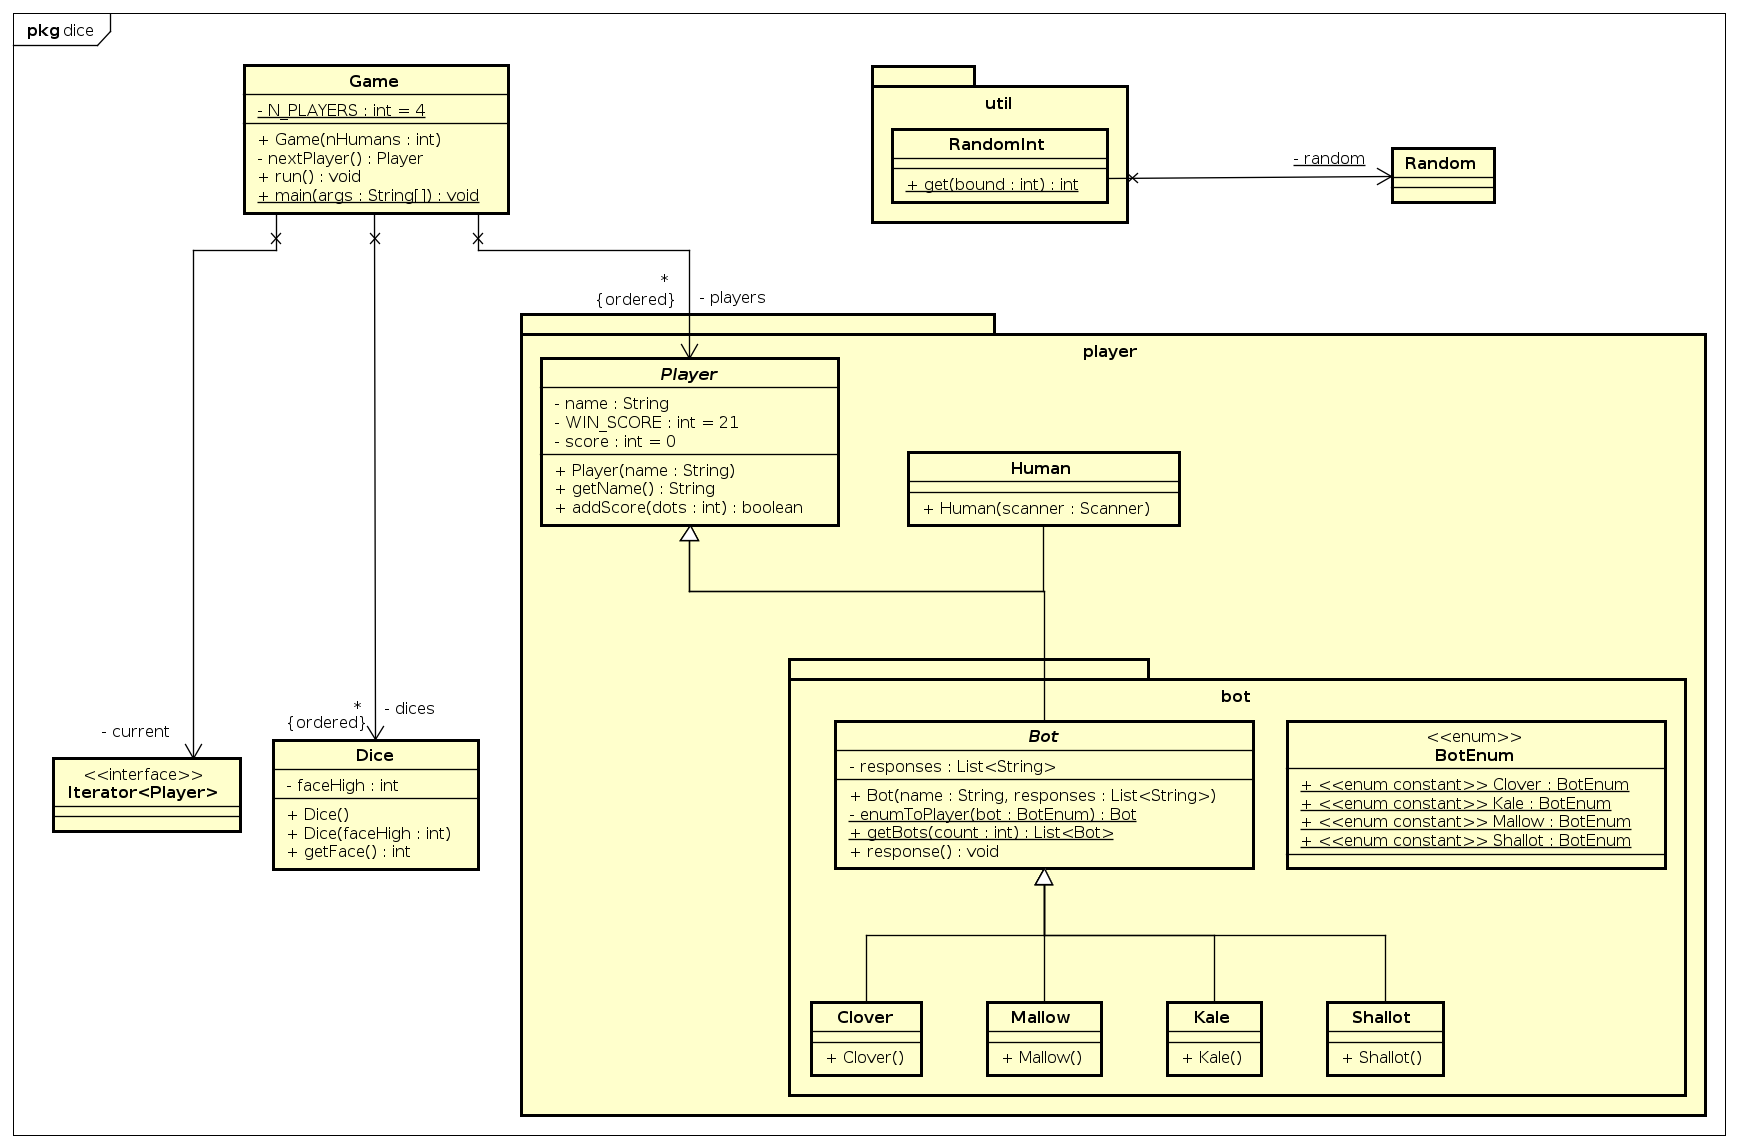 pkg dice
Game
- N_PLAYERS : int = 4
+ Game(nHumans : int)
- nextPlayer() : Player
+ run() : void
+ main(args : String[]) : void
util
RandomInt
+ get(bound : int) : int
- random
Random
*
{ordered}
- players
player
Player
- name : String
- WIN_SCORE : int = 21
- score : int = 0
+ Player(name : String)
+ getName() : String
+ addScore(dots : int) : boolean
Human
+ Human(scanner : Scanner)
- current
<<interface>>
Iterator<Player>
*
{ordered}
- dices
Dice
- faceHigh : int
+ Dice()
+ Dice(faceHigh : int)
+ getFace() : int
bot
Bot
- responses : List<String>
+ Bot(name : String, responses : List<String>)
- enumToPlayer(bot : BotEnum) : Bot
+ getBots(count : int) : List<Bot>
+ response() : void
<<enum>>
BotEnum
+ <<enum constant>> Clover : BotEnum
+ <<enum constant>> Kale : BotEnum
+ <<enum constant>> Mallow : BotEnum
+ <<enum constant>> Shallot : BotEnum
Clover
+ Clover()
Mallow
+ Mallow()
Kale
+ Kale()
Shallot
+ Shallot()